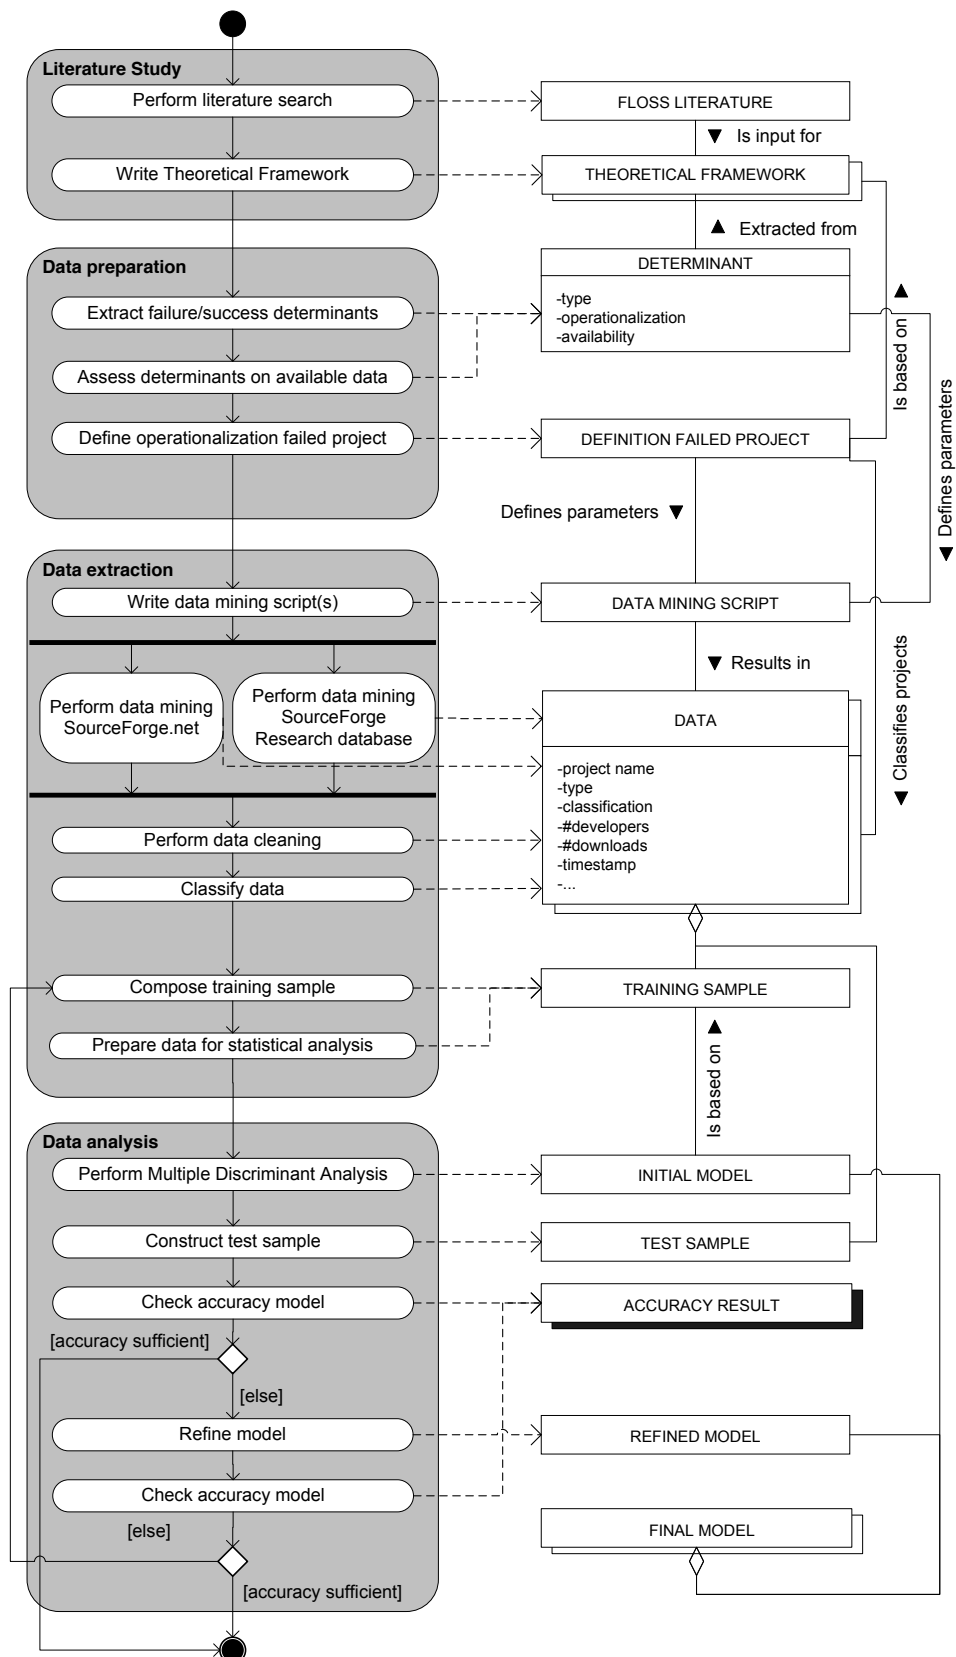 Literature Study
Perform literature search
FLOSS LITERATURE
Is input for
Write Theoretical Framework
THEORETICAL FRAMEWORK
Extracted from
Data preparation
DETERMINANT
-type
-operationalization
-availability
Extract failure/success determinants
Assess determinants on available data
Is based on
Define operationalization failed project
DEFINITION FAILED PROJECT
Defines parameters
Defines parameters
Data extraction
Write data mining script(s)
DATA MINING SCRIPT
Results in
Classifies projects
Perform data mining
SourceForge.net
Perform data mining
SourceForge
Research database
DATA
-project name
-type
-classification
-#developers
-#downloads
-timestamp
-...
Perform data cleaning
Classify data
Compose training sample
TRAINING SAMPLE
Prepare data for statistical analysis
Is based on
Data analysis
Perform Multiple Discriminant Analysis
INITIAL MODEL
Construct test sample
TEST SAMPLE
Check accuracy model
ACCURACY RESULT
[accuracy sufficient]
[else]
Refine model
REFINED MODEL
Check accuracy model
[else]
FINAL MODEL
[accuracy sufficient]